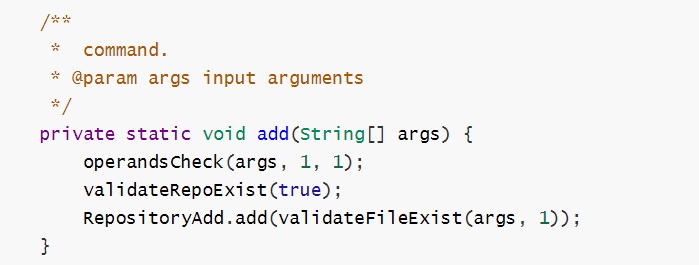 /**
 *  command.
 * @param args input arguments
 */
private static void add(String[] args) {
    operandsCheck(args, 1, 1);
    validateRepoExist(true);
    RepositoryAdd.add(validateFileExist(args, 1));
}